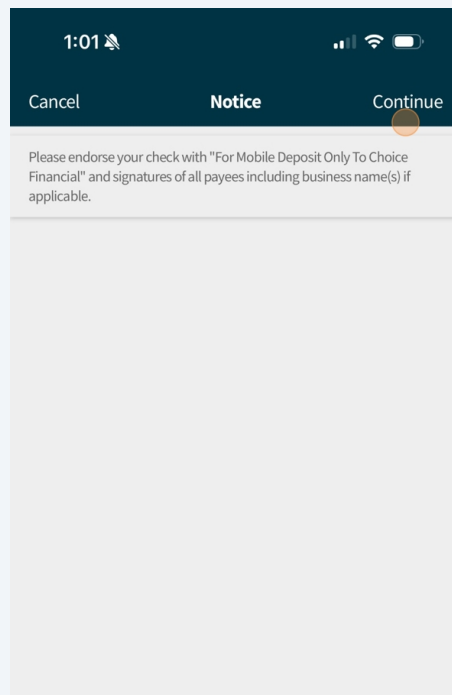 1:01
Cancel Notice Continue
Please endorse your check with "For Mobile Deposit Only To Choice
Financial" and signatures of all payees including business name(s) if
applicable.